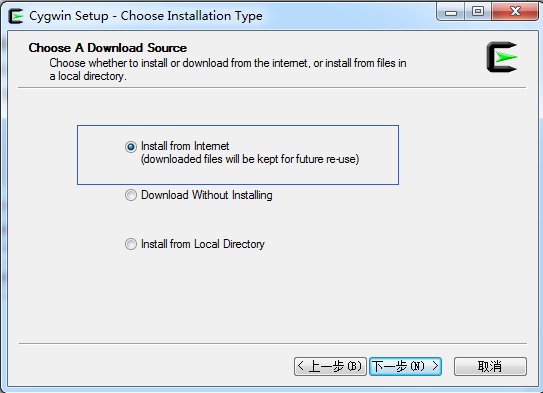 Cygwin Setup - Choose Installation Type
Choose A Download Source
Choose whether to install or download from the internet, or install from files in
a local directory.
Install from Internet
(downloaded files will be kept for future re-use)
Download Without Installing
Install from Local Directory
< 上一步(B)
下一步(N) >
取消